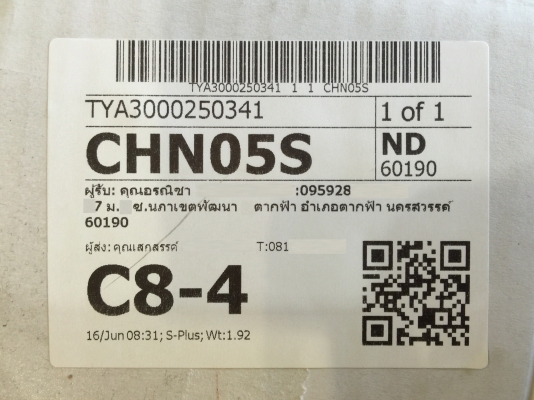 TYA3000250341 1 1 CHN05S
TYA3000250341
1 of 1
CHN05S
ND
60190
ผู้รับ: คุณอรณิชา :095928
7 ม. ซ.นภาเขตพัฒนา ตากฟ้า อำเภอตากฟ้า นครสวรรค์
60190
ผู้ส่ง: คุณเสกสรรค์ T:081
C8-4
16/Jun 08:31; S-Plus; Wt:1.92